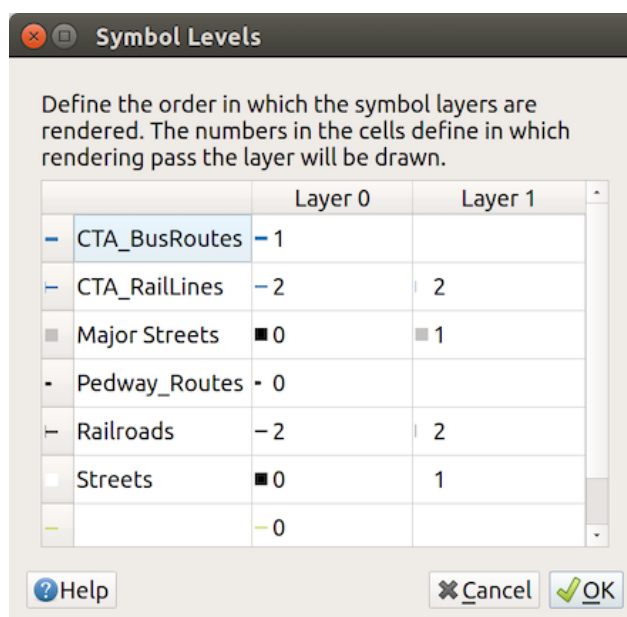 Symbol Levels
Define the order in which the symbol layers are
rendered. The numbers in the cells define in which
rendering pass the layer will be drawn.
Layer 0 Layer 1
CTA_BusRoutes 1
CTA_RailLines 2 2
Major Streets 0 1
Pedway_Routes 0
Railroads 2 2
Streets 0 1
0
Help Cancel OK